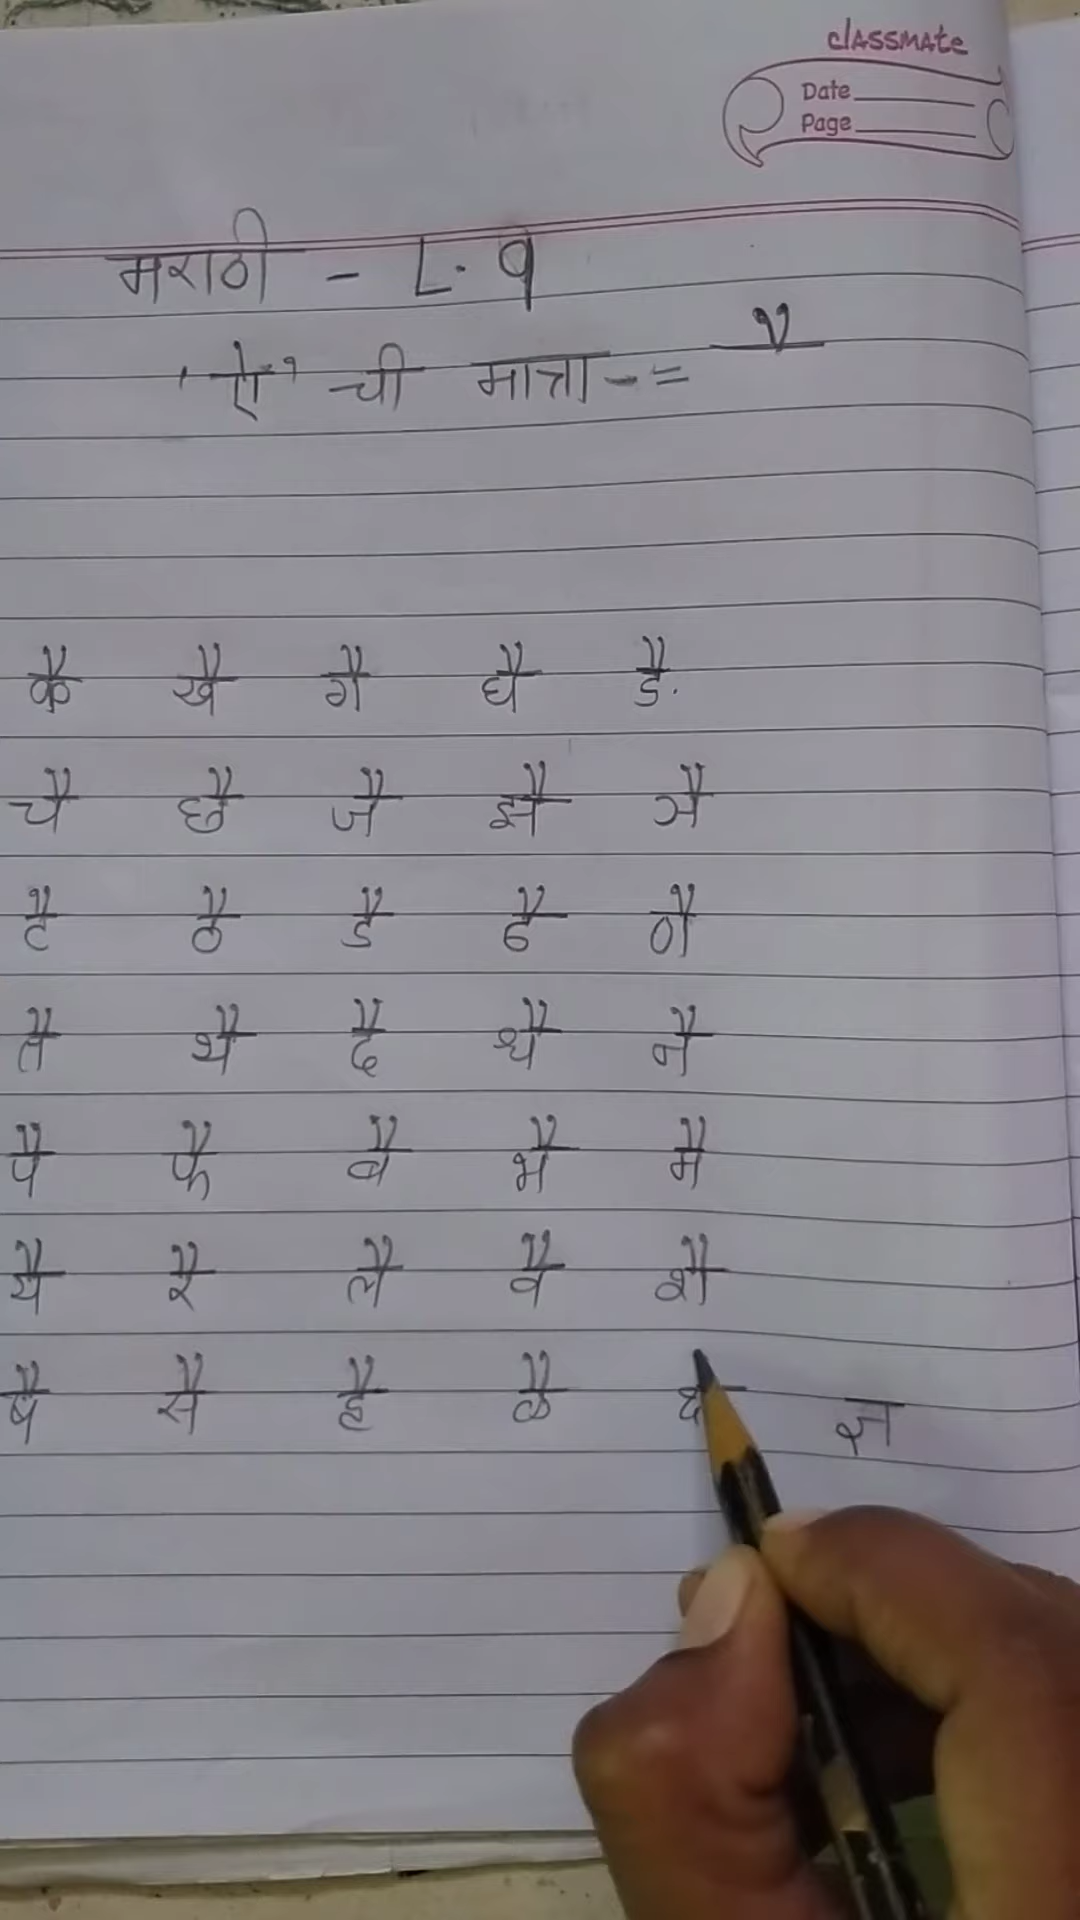 classmate
Date
Page
मराठी - L. 9
'ऐ' ची मात्रा - = ै
कै खै गै घै ङै
चै छै जै झै ञै
टै ठै डै ढै णै
तै थै दै धै नै
पै फै बै भै मै
यै रै लै वै शै
षै सै है ळै ज्ञ